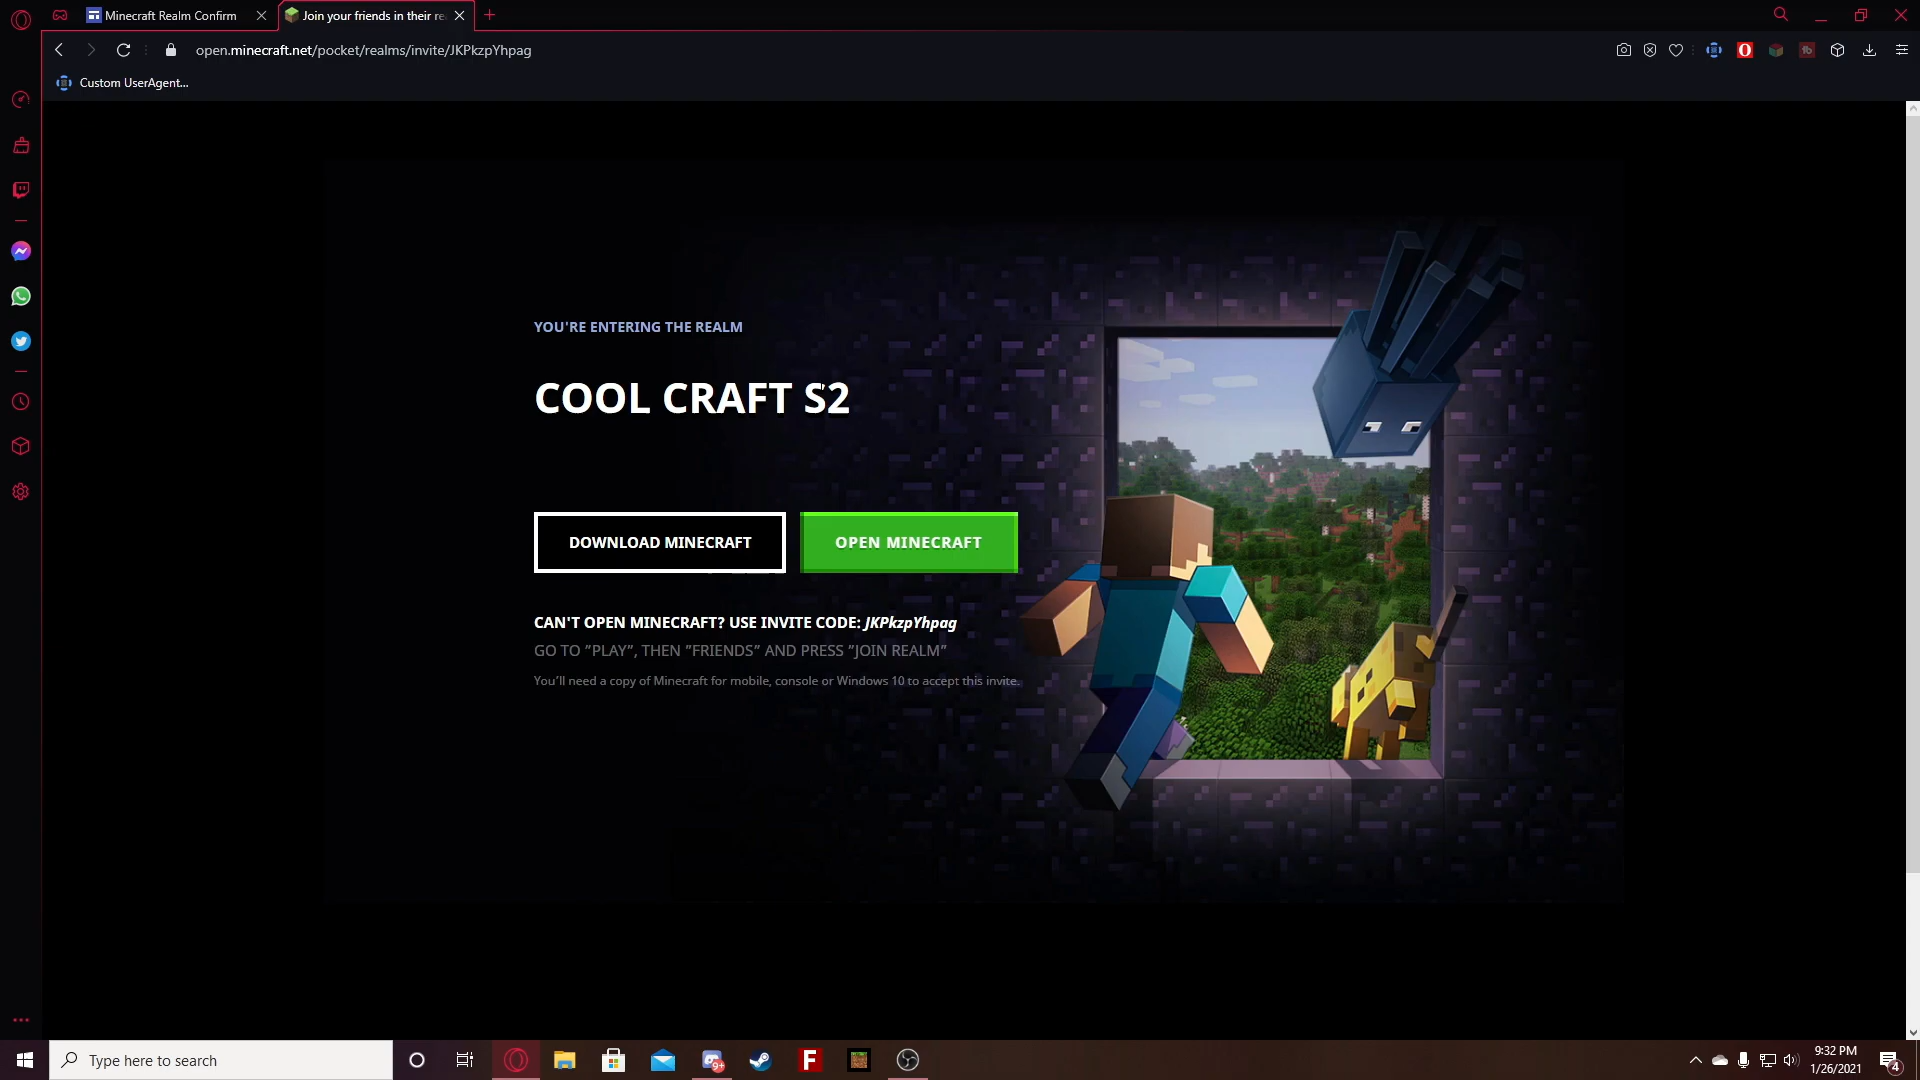 Minecraft Realm Confirm
Join your friends in their re
open.minecraft.net/pocket/realms/invite/JKPkzpYhpag
Custom UserAgent...
YOU'RE ENTERING THE REALM
COOL CRAFT S2
DOWNLOAD MINECRAFT
OPEN MINECRAFT
CAN'T OPEN MINECRAFT? USE INVITE CODE: JKPkzpYhpag
GO TO "PLAY", THEN "FRIENDS" AND PRESS "JOIN REALM"
You'll need a copy of Minecraft for mobile, console or Windows 10 to accept this invite.
Type here to search
9+
F
9:32 PM
1/26/2021
4